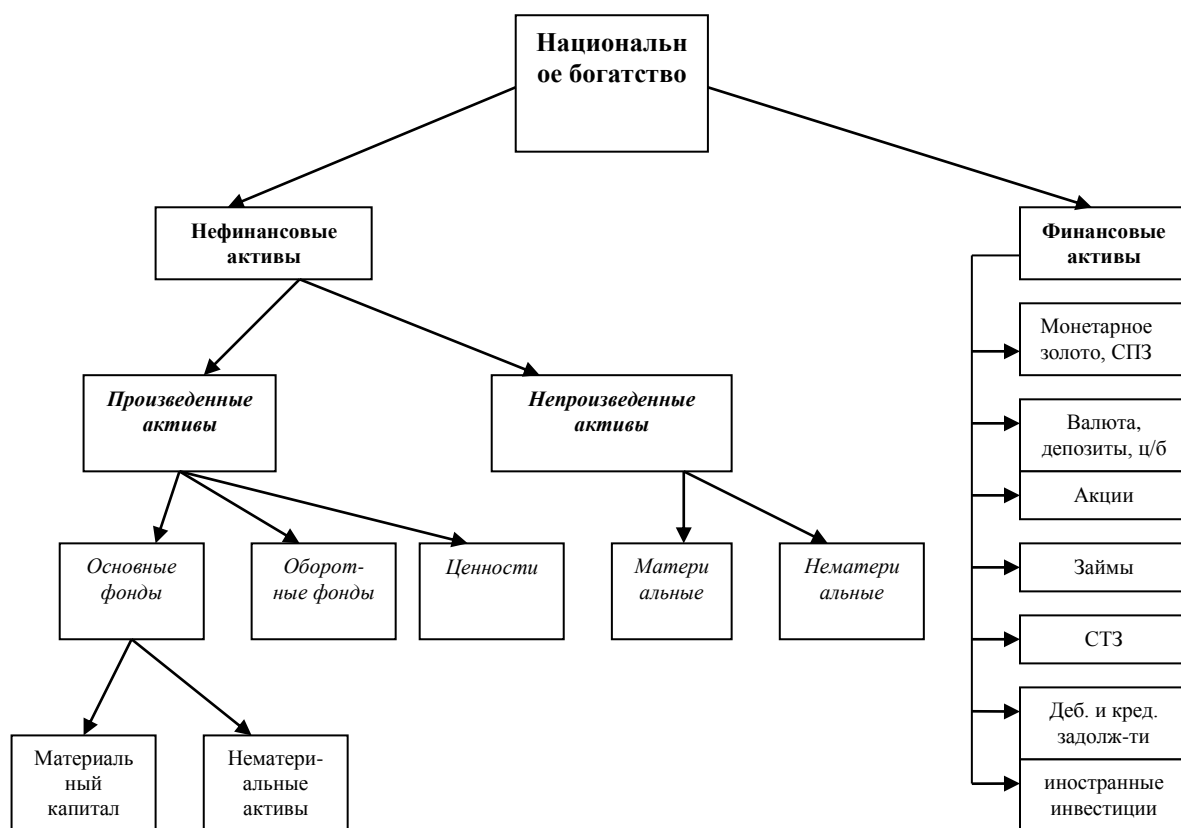 Национальн
ое богатство
Нефинансовые
активы
Финансовые
активы
Монетарное
золото, СПЗ
Произведенные
активы
Непроизведенные
активы
Валюта,
депозиты, ц/б
Акции
Основные
фонды
Оборот-
ные фонды
Ценности
Матери
альные
Нематери
альные
Займы
СТЗ
Деб. и кред.
задолж-ти
Материаль
ный
капитал
Нематери-
альные
активы
иностранные
инвестиции